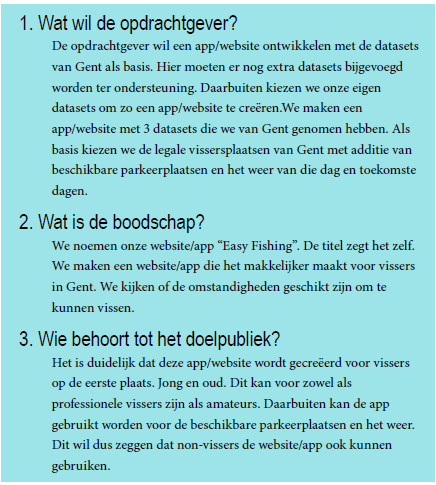 1. Wat wil de opdrachtgever?
De opdrachtgever wil een app/website ontwikkelen met de datasets
van Gent als basis. Hier moeten er nog extra datasets bijgevoegd
worden ter ondersteuning. Daarbuiten kiezen we onze eigen
datasets om zo een app/website te creëren.We maken een
app/website met 3 datasets die we van Gent genomen hebben. Als
basis kiezen we de legale vissersplaatsen van Gent met additie van
beschikbare parkeerplaatsen en het weer van die dag en toekomste
dagen.
2. Wat is de boodschap?
We noemen onze website/app “Easy Fishing”. De titel zegt het zelf.
We maken een website/app die het makkelijker maakt voor vissers
in Gent. We kijken of de omstandigheden geschikt zijn om te
kunnen vissen.
3. Wie behoort tot het doelpubliek?
Het is duidelijk dat deze app/website wordt gecreëerd voor vissers
op de eerste plaats. Jong en oud. Dit kan voor zowel als
professionele vissers zijn als amateurs. Daarbuiten kan de app
gebruikt worden voor de beschikbare parkeerplaatsen en het weer.
Dit wil dus zeggen dat non-vissers de website/app ook kunnen
gebruiken.